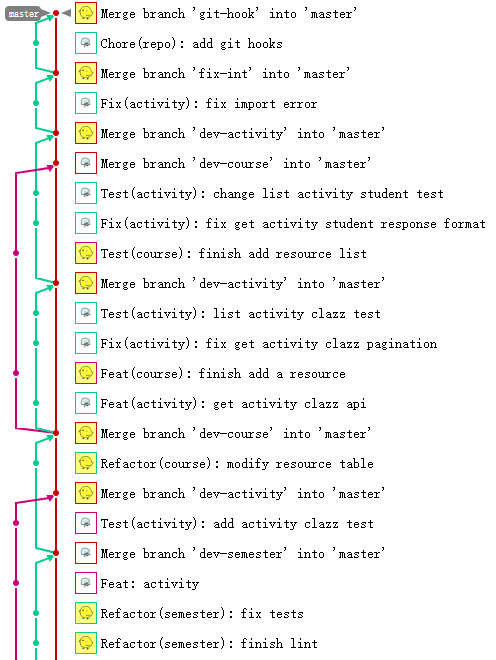 master
Merge branch 'git-hook' into 'master'
Chore(repo): add git hooks
Merge branch 'fix-int' into 'master'
Fix(activity): fix import error
Merge branch 'dev-activity' into 'master'
Merge branch 'dev-course' into 'master'
Test(activity): change list activity student test
Fix(activity): fix get activity student response format
Test(course): finish add resource list
Merge branch 'dev-activity' into 'master'
Test(activity): list activity clazz test
Fix(activity): fix get activity clazz pagination
Feat(course): finish add a resource
Feat(activity): get activity clazz api
Merge branch 'dev-course' into 'master'
Refactor(course): modify resource table
Merge branch 'dev-activity' into 'master'
Test(activity): add activity clazz test
Merge branch 'dev-semester' into 'master'
Feat: activity
Refactor(semester): fix tests
Refactor(semester): finish lint